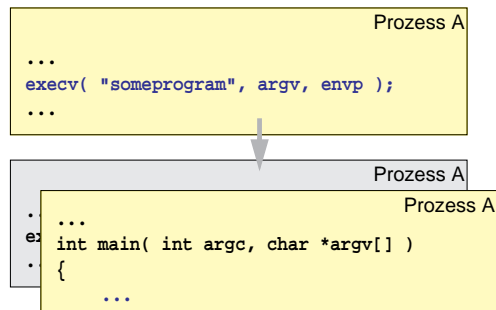 Prozess A
...
execv( "someprogram", argv, envp );
...
Prozess A
Prozess A
...
int main( int argc, char *argv[] )
{
...